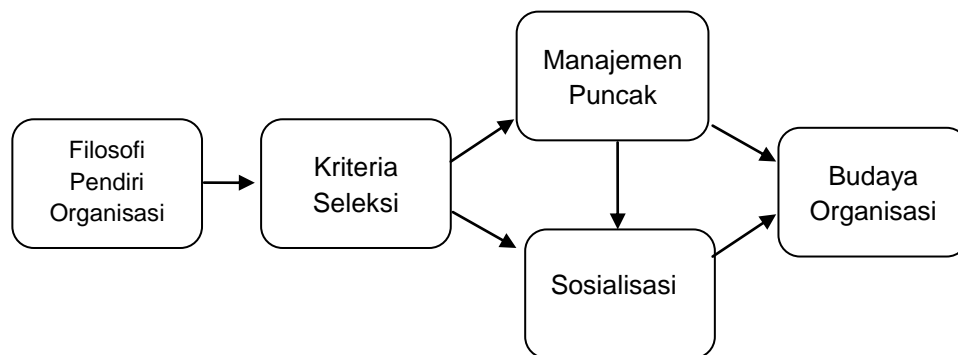 Filosofi
Pendiri
Organisasi
Kriteria
Seleksi
Manajemen
Puncak
Sosialisasi
Budaya
Organisasi